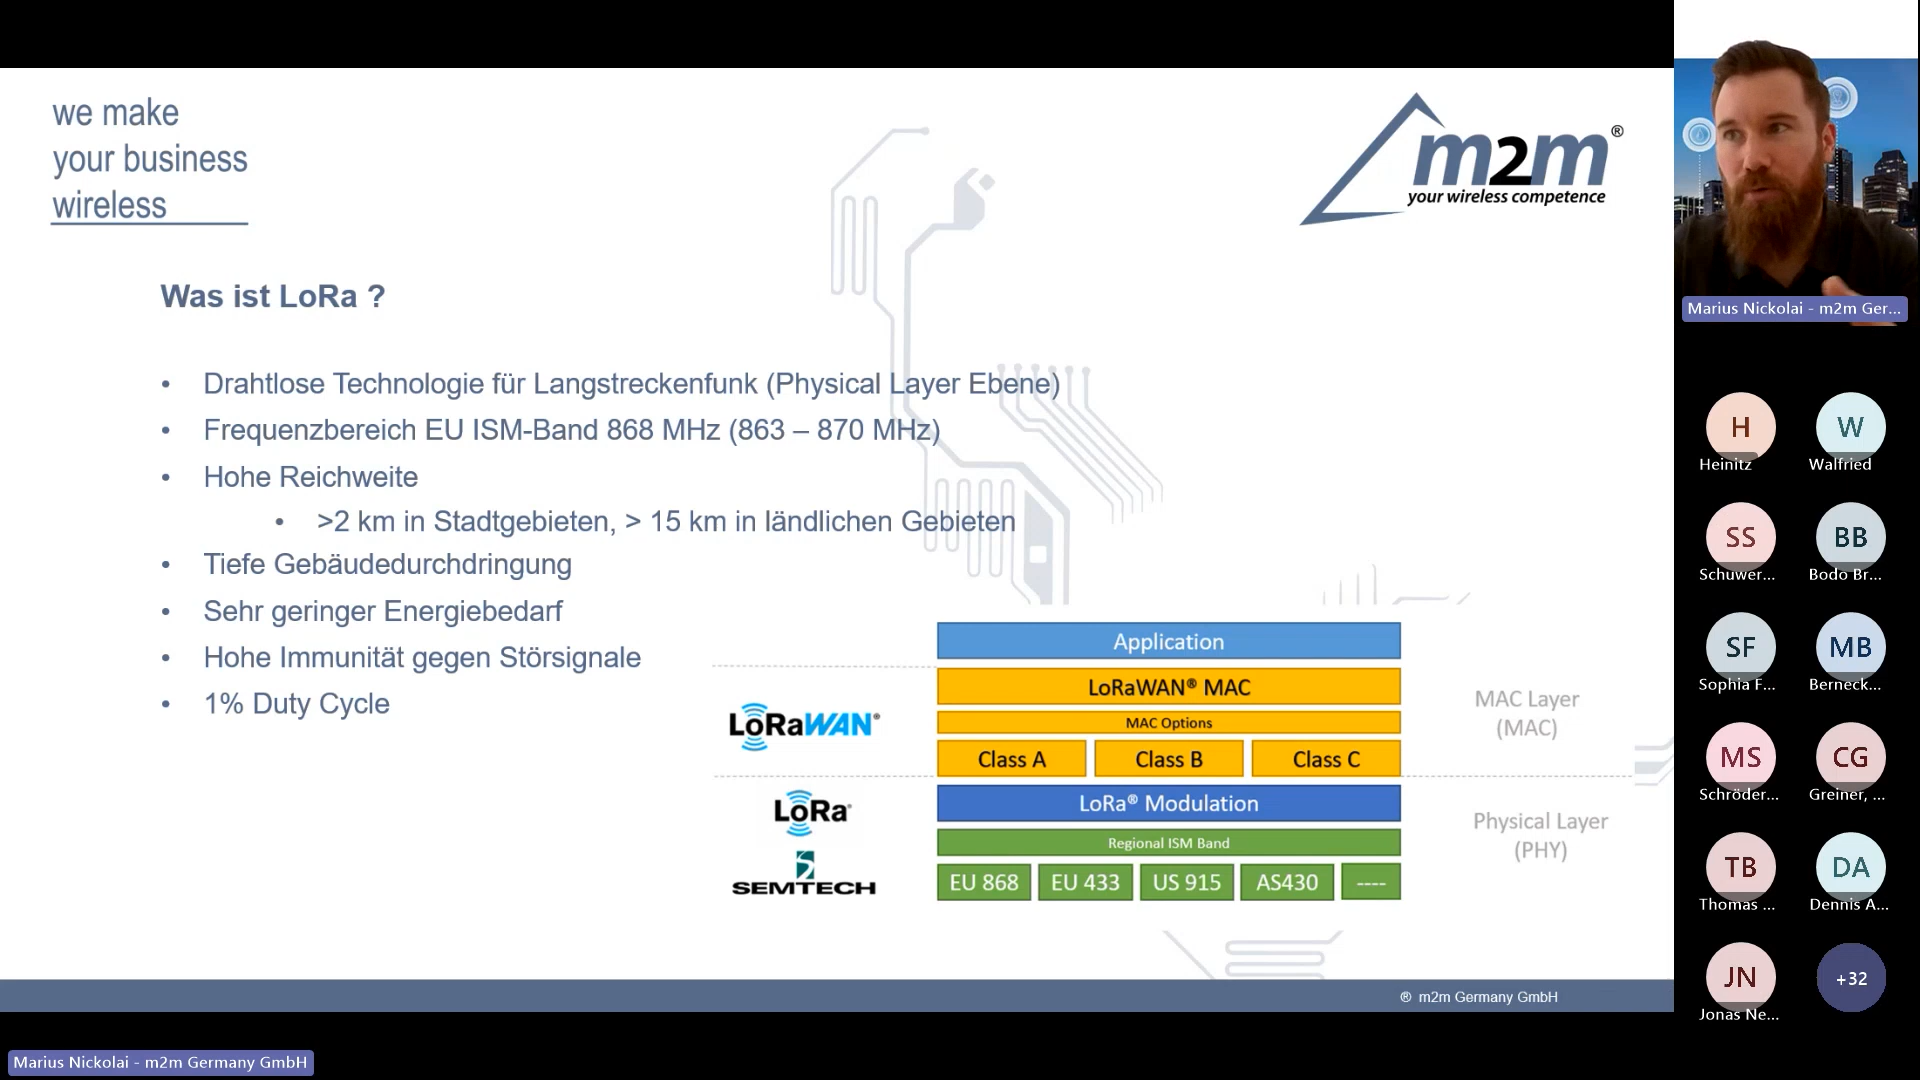 we make
your business
wireless
m2m®
your wireless competence
Was ist LoRa ?
• Drahtlose Technologie für Langstreckenfunk (Physical Layer Ebene)
• Frequenzbereich EU ISM-Band 868 MHz (863 – 870 MHz)
• Hohe Reichweite
• >2 km in Stadtgebieten, > 15 km in ländlichen Gebieten
• Tiefe Gebäudedurchdringung
• Sehr geringer Energiebedarf
• Hohe Immunität gegen Störsignale
• 1% Duty Cycle
Application
LoRaWAN® MAC
MAC Options
Class A Class B Class C
LoRaWAN®
MAC Layer
(MAC)
LoRa® Modulation
Regional ISM Band
EU 868 EU 433 US 915 AS430 ----
LoRa®
SEMTECH
Physical Layer
(PHY)
® m2m Germany GmbH
Marius Nickolai - m2m Germany GmbH
Marius Nickolai - m2m Ger...
H W
Heinitz Walfried
SS BB
Schuwer... Bodo Br...
SF MB
Sophia F... Berneck...
MS CG
Schröder... Greiner, ...
TB DA
Thomas ... Dennis A...
JN +32
Jonas Ne...